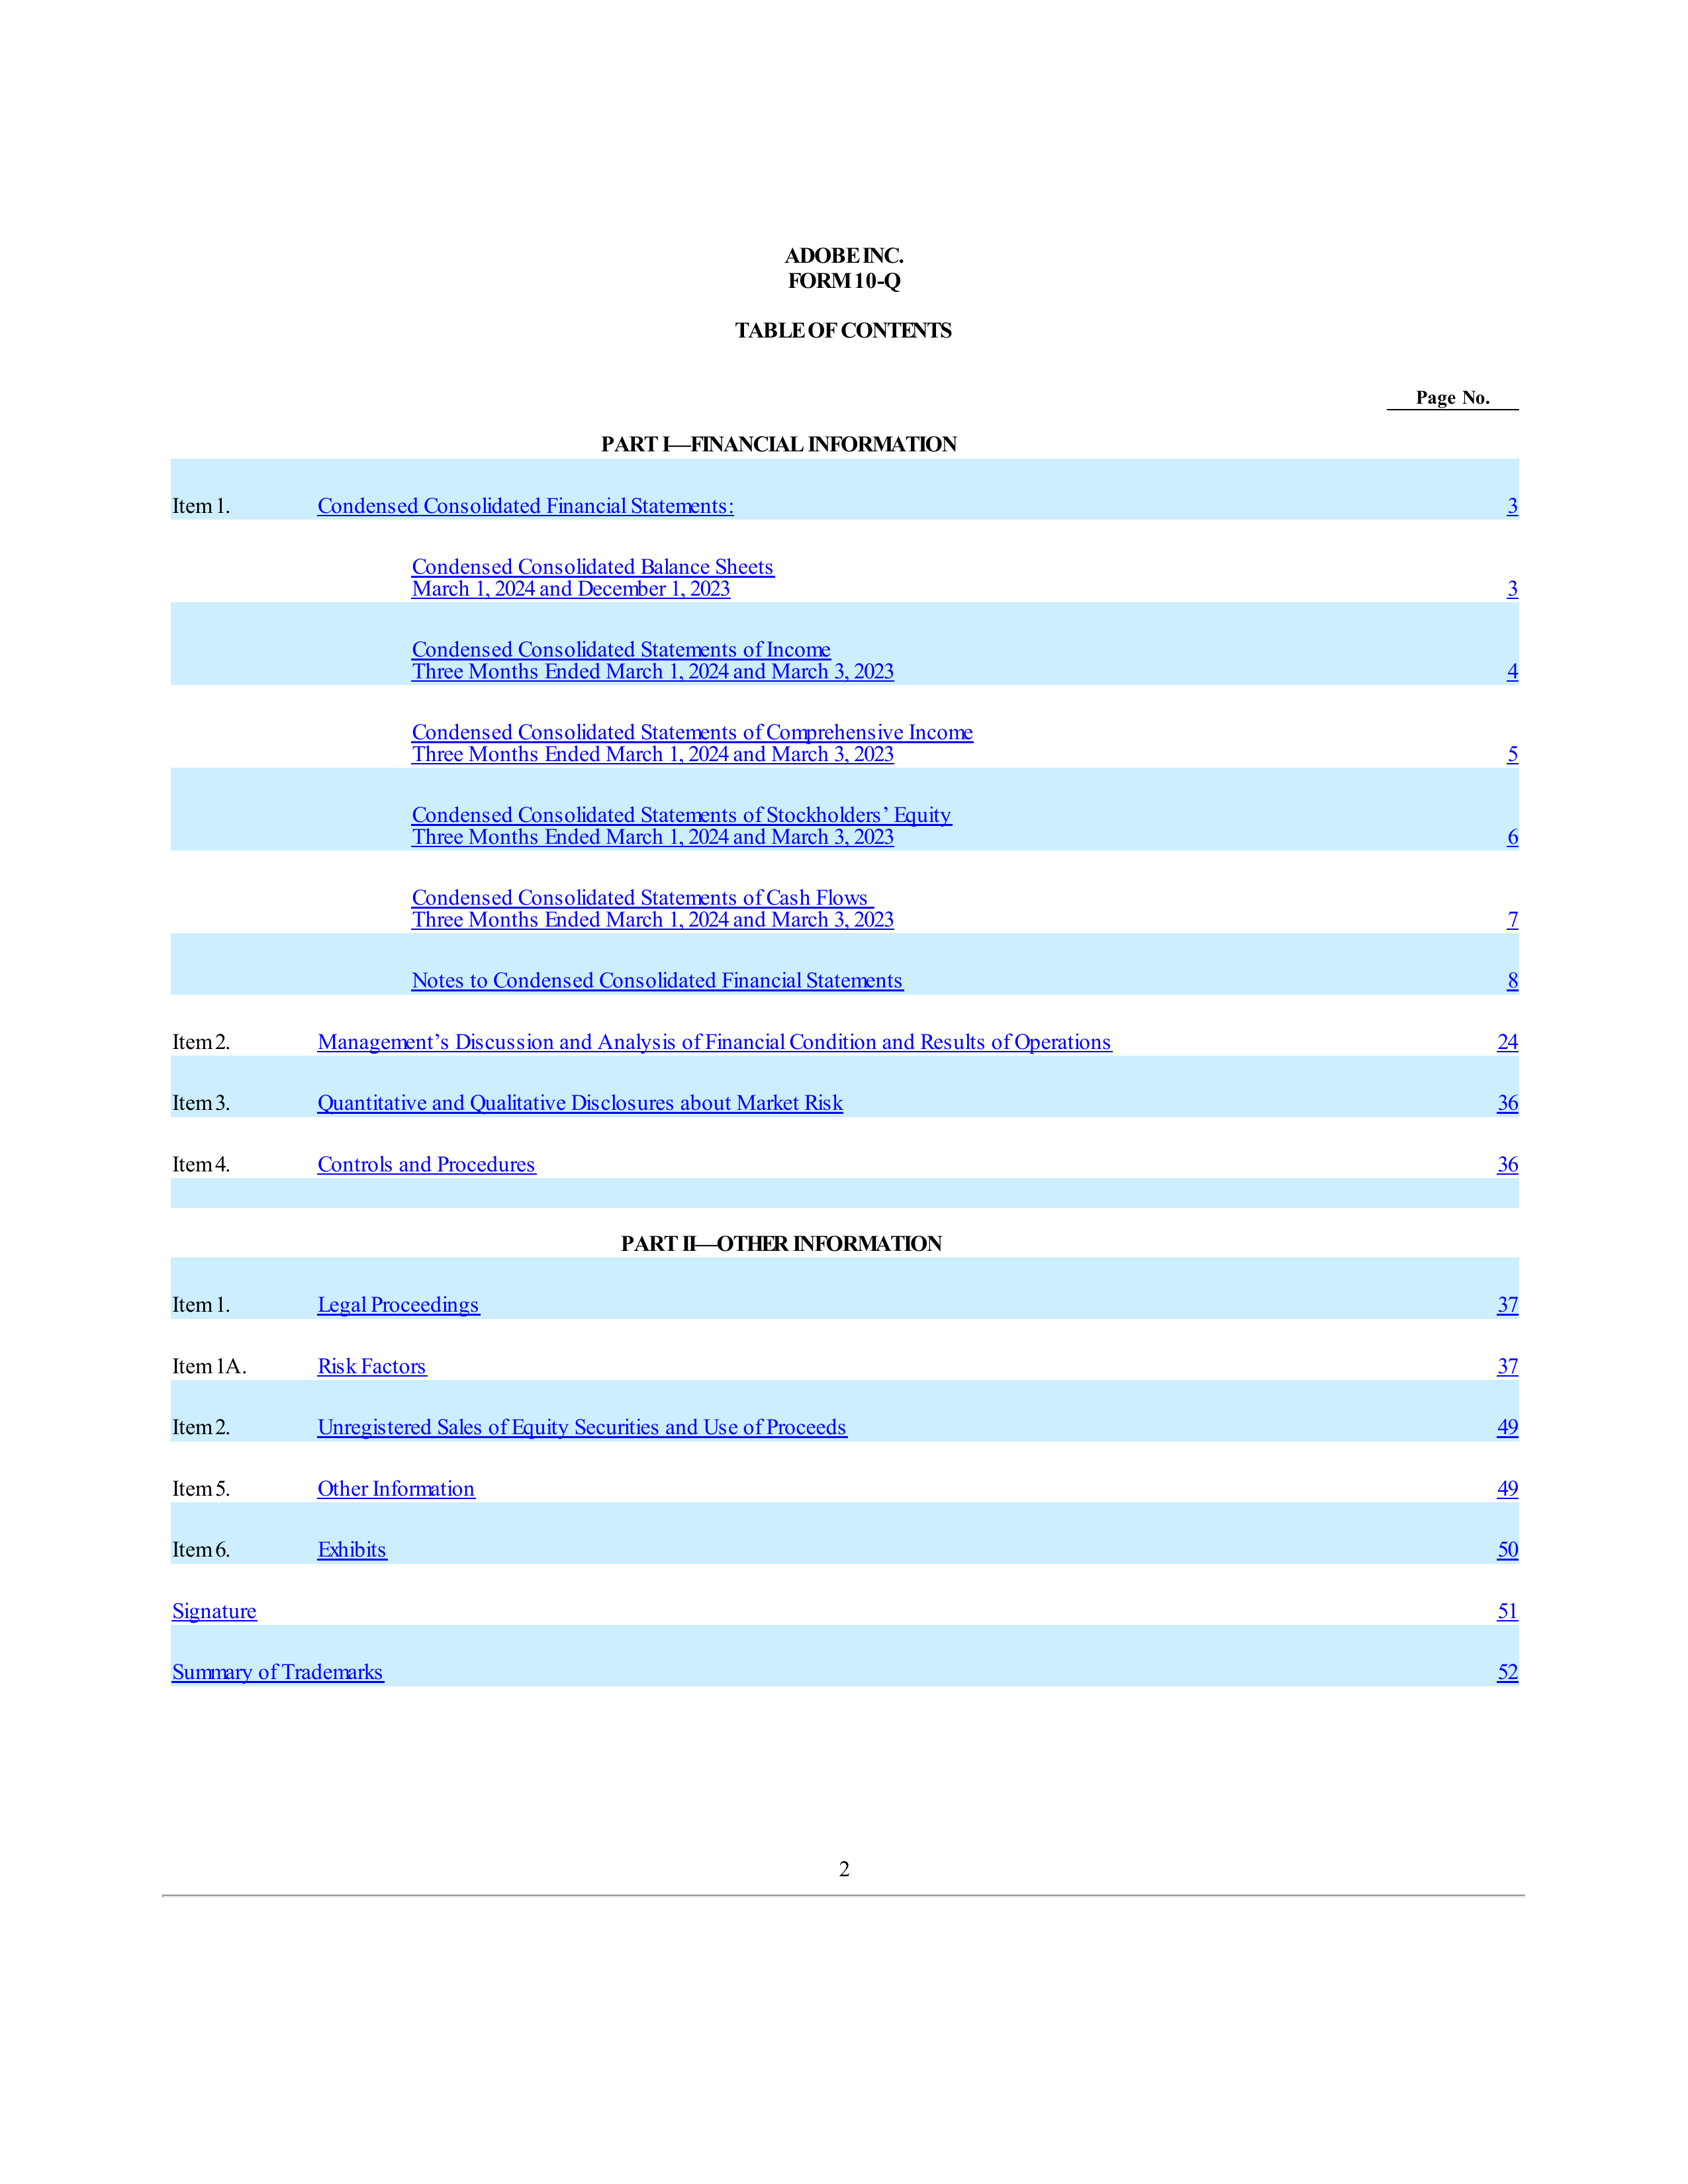 ADOBE INC.
FORM 10-Q
TABLE OF CONTENTS
Page No.
PART I—FINANCIAL INFORMATION
Item 1. Condensed Consolidated Financial Statements: 3
Condensed Consolidated Balance Sheets
March 1, 2024 and December 1, 2023 3
Condensed Consolidated Statements of Income
Three Months Ended March 1, 2024 and March 3, 2023 4
Condensed Consolidated Statements of Comprehensive Income
Three Months Ended March 1, 2024 and March 3, 2023 5
Condensed Consolidated Statements of Stockholders’ Equity
Three Months Ended March 1, 2024 and March 3, 2023 6
Condensed Consolidated Statements of Cash Flows
Three Months Ended March 1, 2024 and March 3, 2023 7
Notes to Condensed Consolidated Financial Statements 8
Item 2. Management’s Discussion and Analysis of Financial Condition and Results of Operations 24
Item 3. Quantitative and Qualitative Disclosures about Market Risk 36
Item 4. Controls and Procedures 36
PART II—OTHER INFORMATION
Item 1. Legal Proceedings 37
Item 1A. Risk Factors 37
Item 2. Unregistered Sales of Equity Securities and Use of Proceeds 49
Item 5. Other Information 49
Item 6. Exhibits 50
Signature 51
Summary of Trademarks 52
2